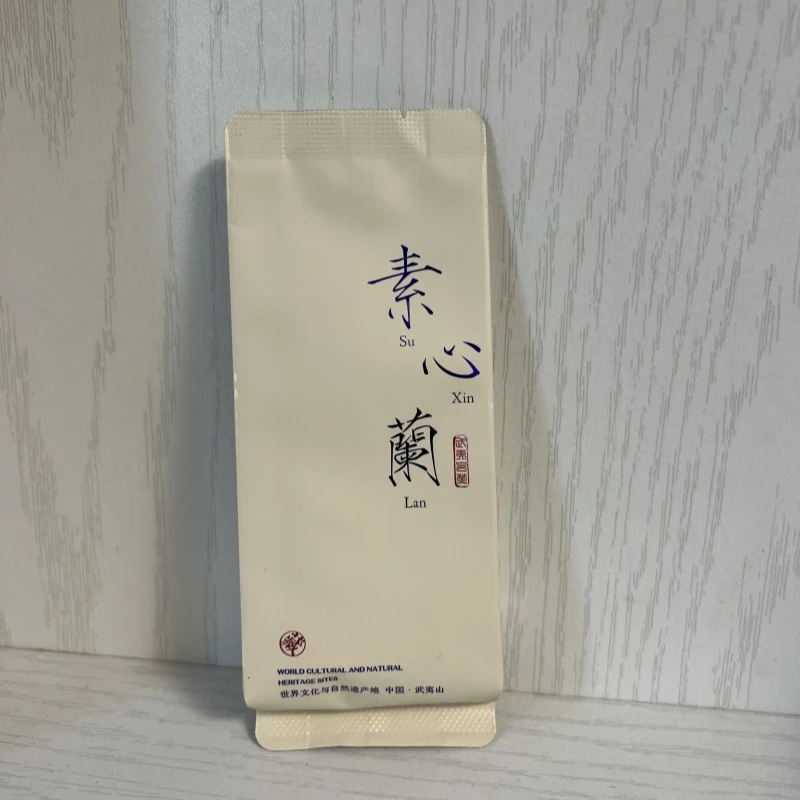 素
Su
心
Xin
蘭
Lan
武夷岩茶
WORLD CULTURAL AND NATURAL
HERITAGE SITES
世界文化与自然遗产地 中国·武夷山